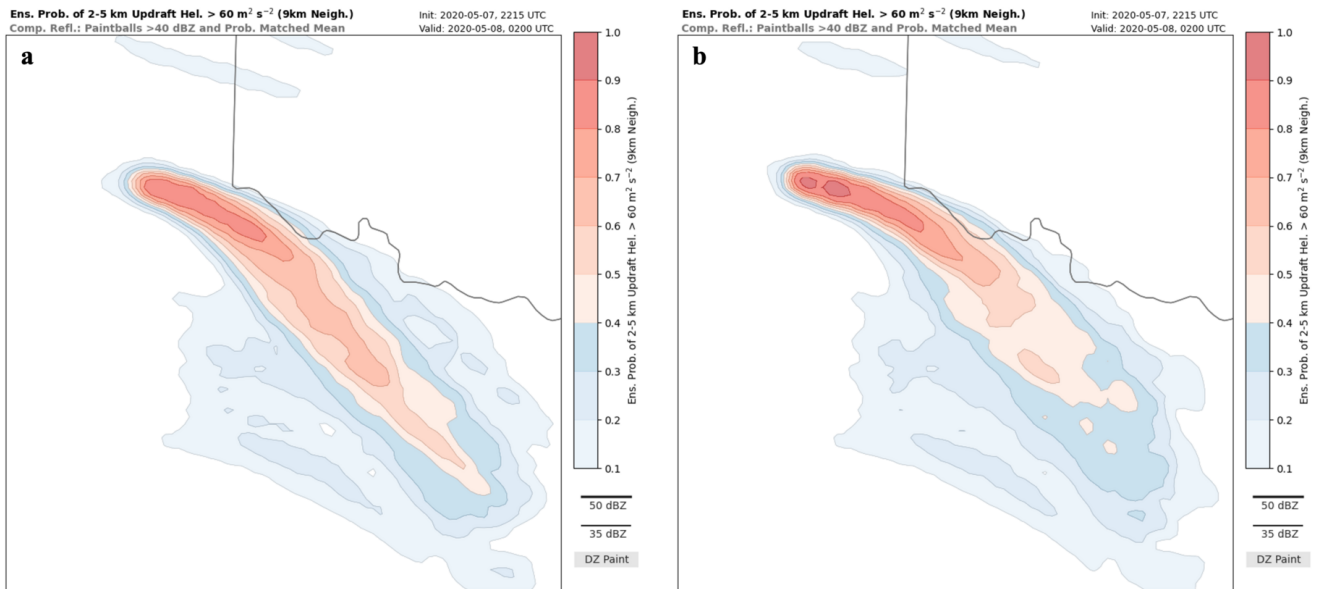 Ens. Prob. of 2-5 km Updraft Hel. > 60 m² s⁻² (9km Neigh.)
Init: 2020-05-07, 2215 UTC
Comp. Refl.: Paintballs >40 dBZ and Prob. Matched Mean
Valid: 2020-05-08, 0200 UTC
a
1.0
0.9
0.8
0.7
0.6
0.5
0.4
0.3
0.2
0.1
Ens. Prob. of 2-5 km Updraft Hel. > 60 m² s⁻² (9km Neigh.)
50 dBZ
35 dBZ
DZ Paint
Ens. Prob. of 2-5 km Updraft Hel. > 60 m² s⁻² (9km Neigh.)
Init: 2020-05-07, 2215 UTC
Comp. Refl.: Paintballs >40 dBZ and Prob. Matched Mean
Valid: 2020-05-08, 0200 UTC
b
1.0
0.9
0.8
0.7
0.6
0.5
0.4
0.3
0.2
0.1
Ens. Prob. of 2-5 km Updraft Hel. > 60 m² s⁻² (9km Neigh.)
50 dBZ
35 dBZ
DZ Paint